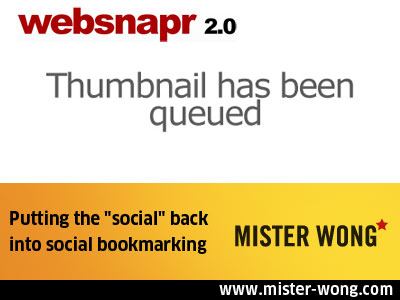 websnapr 2.0
Thumbnail has been
queued
Putting the "social" back
into social bookmarking
MISTER WONG
www.mister-wong.com